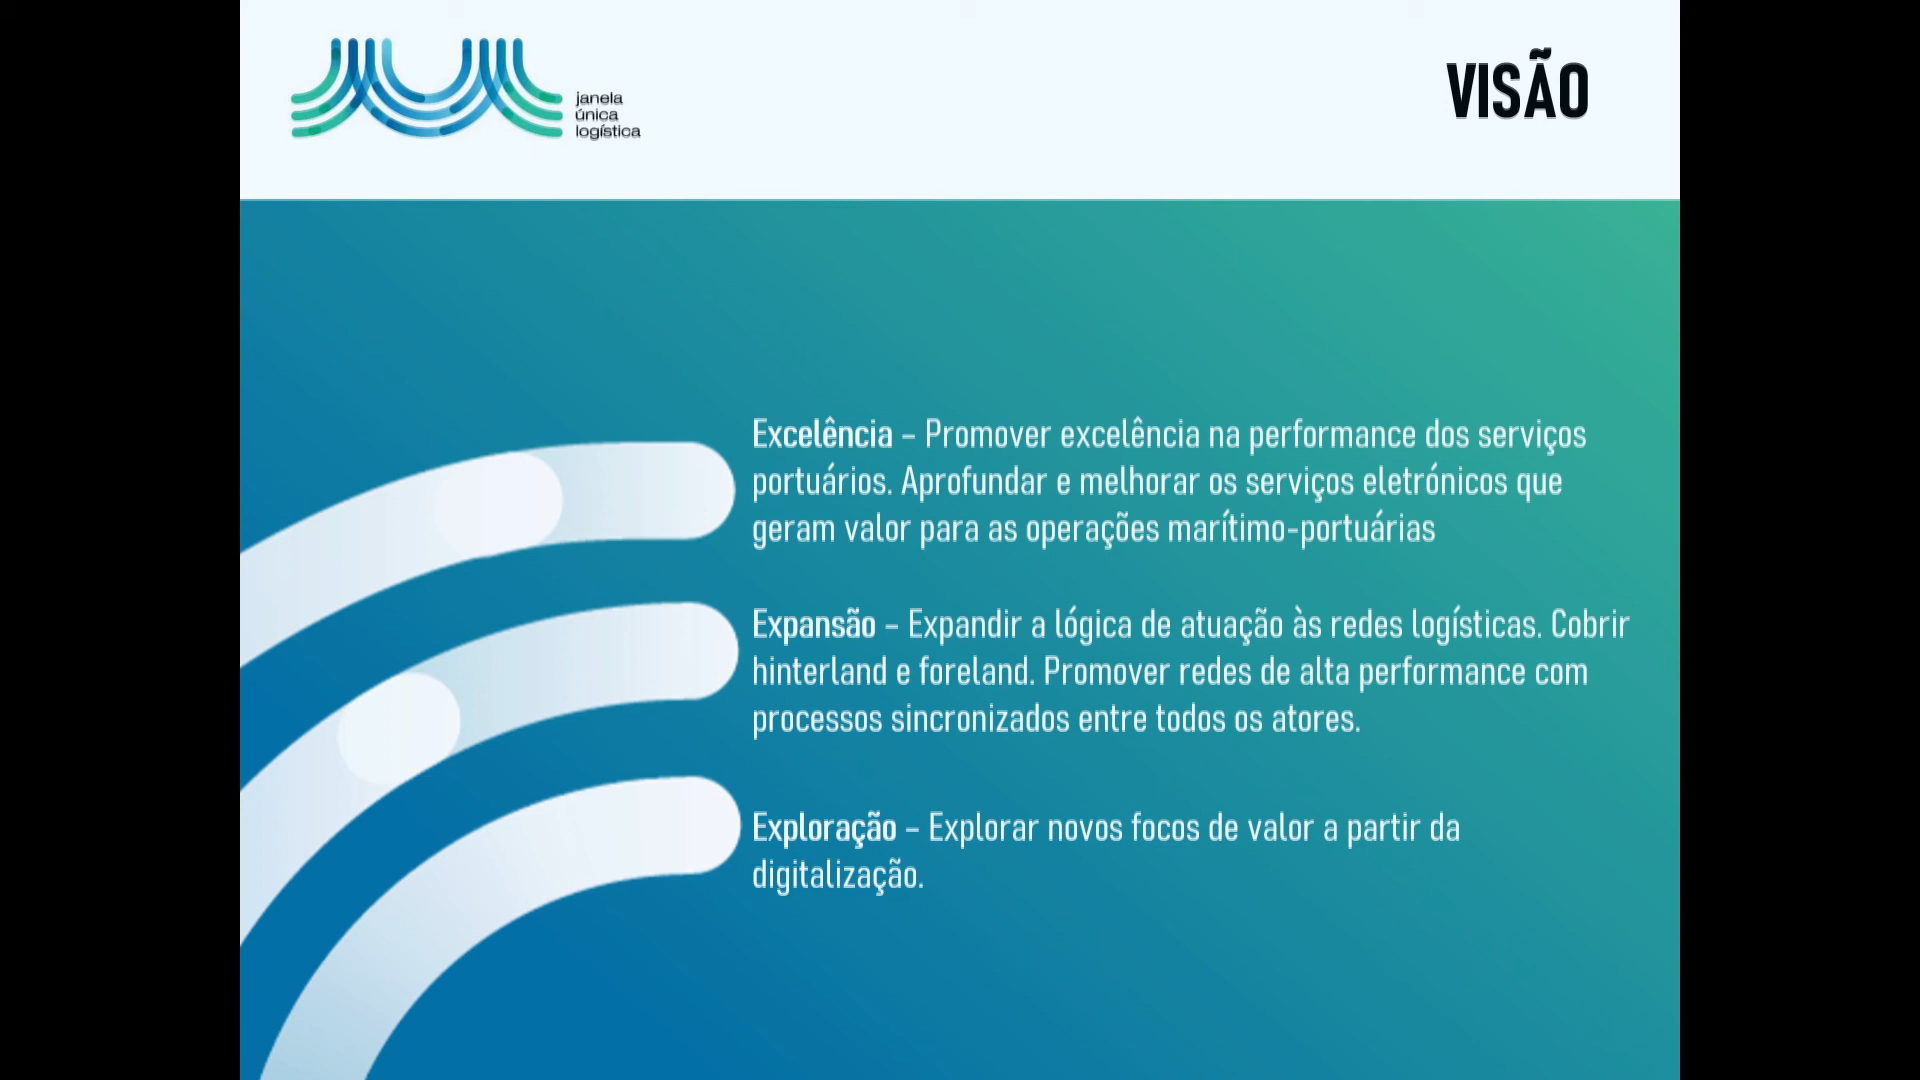 janela
única
logística
VISÃO
Excelência – Promover excelência na performance dos serviços
portuários. Aprofundar e melhorar os serviços eletrónicos que
geram valor para as operações marítimo-portuárias
Expansão – Expandir a lógica de atuação às redes logísticas. Cobrir
hinterland e foreland. Promover redes de alta performance com
processos sincronizados entre todos os atores.
Exploração – Explorar novos focos de valor a partir da
digitalização.